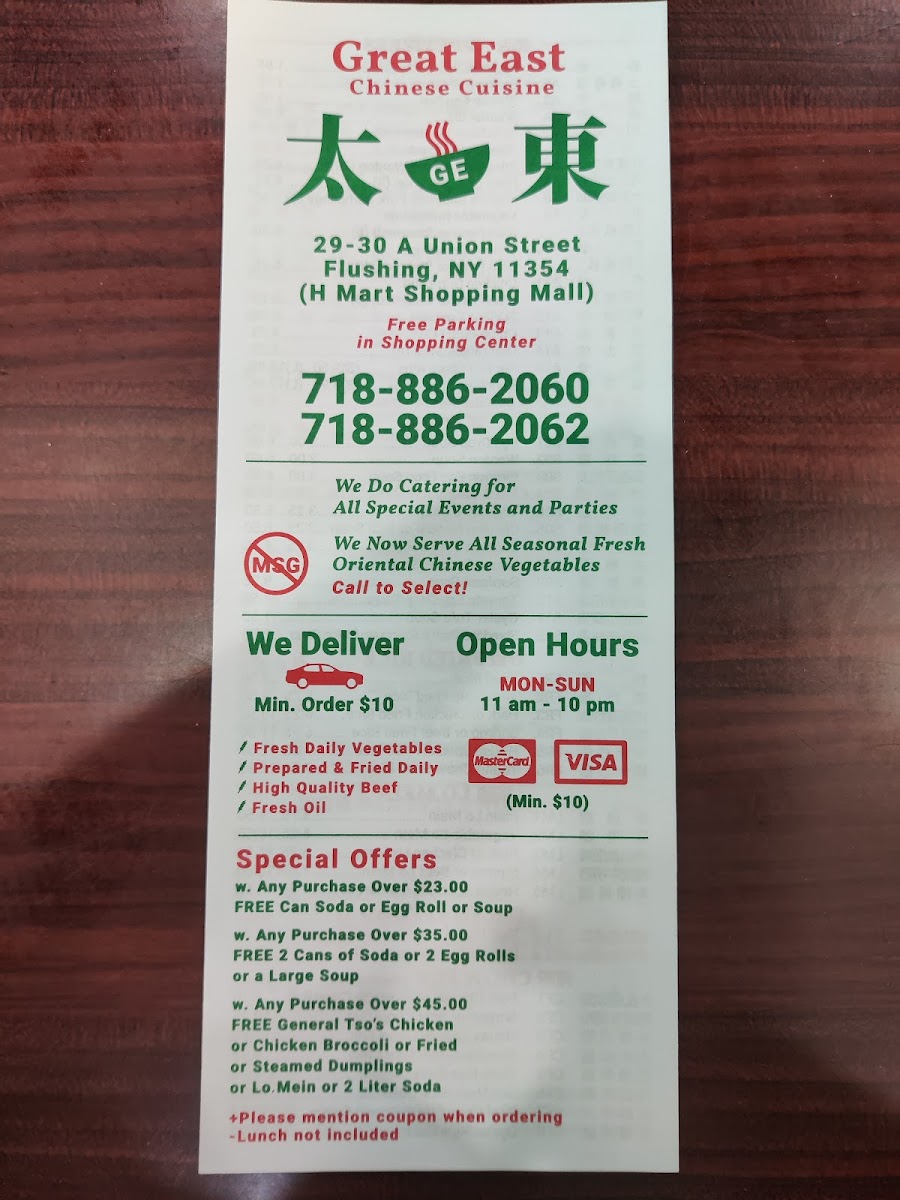 Great East
Chinese Cuisine
太 GE 東
29-30 A Union Street
Flushing, NY 11354
(H Mart Shopping Mall)
Free Parking
in Shopping Center
718-886-2060
718-886-2062
We Do Catering for
All Special Events and Parties
MSG
We Now Serve All Seasonal Fresh
Oriental Chinese Vegetables
Call to Select!
We Deliver
Min. Order $10
Open Hours
MON-SUN
11 am - 10 pm
Fresh Daily Vegetables
Prepared & Fried Daily
High Quality Beef
Fresh Oil
MasterCard VISA
(Min. $10)
Special Offers
w. Any Purchase Over $23.00
FREE Can Soda or Egg Roll or Soup
w. Any Purchase Over $35.00
FREE 2 Cans of Soda or 2 Egg Rolls
or a Large Soup
w. Any Purchase Over $45.00
FREE General Tso's Chicken
or Chicken Broccoli or Fried
or Steamed Dumplings
or Lo.Mein or 2 Liter Soda
+Please mention coupon when ordering
-Lunch not included